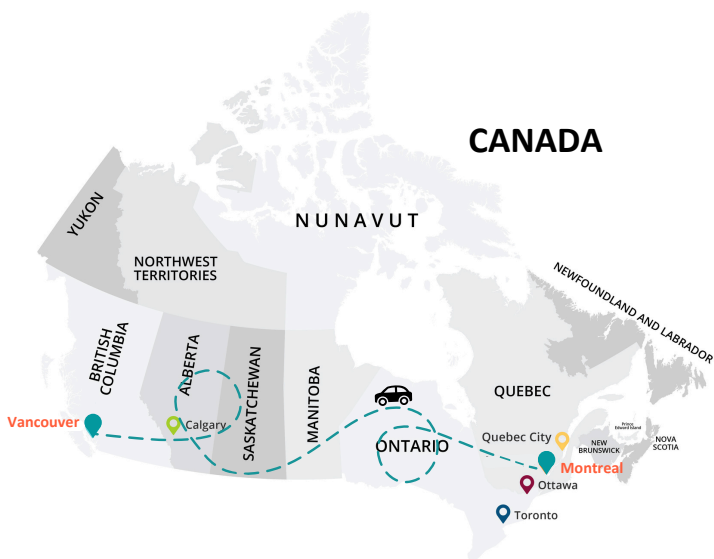 CANADA
YUKON
NUNAVUT
NORTHWEST
TERRITORIES
NEWFOUNDLAND AND LABRADOR
BRITISH
COLUMBIA
ALBERTA
SASKATCHEWAN
MANITOBA
QUEBEC
Vancouver
Calgary
ONTARIO
Quebec City
Prince
Edward Island
NEW
BRUNSWICK
NOVA
SCOTIA
Montreal
Ottawa
Toronto